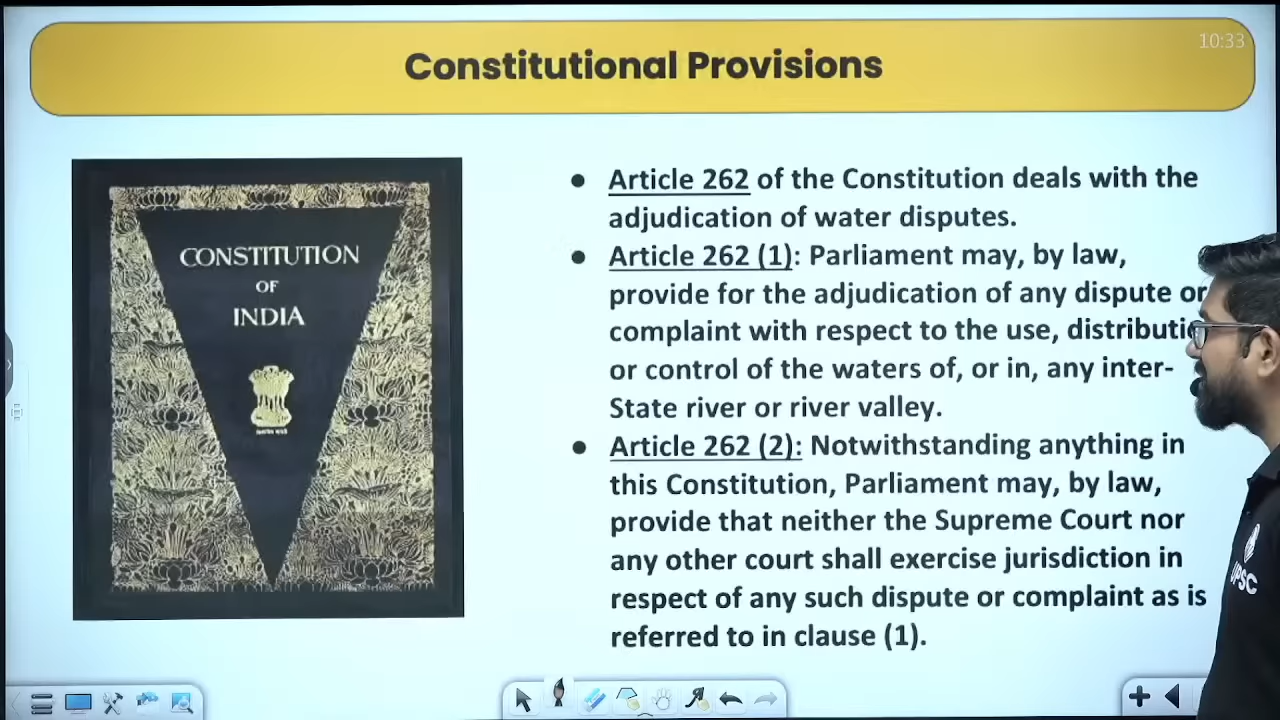 Constitutional Provisions
10:33
CONSTITUTION
OF
INDIA
• Article 262 of the Constitution deals with the
adjudication of water disputes.
• Article 262 (1): Parliament may, by law,
provide for the adjudication of any dispute or
complaint with respect to the use,
or control of the waters of, or in, any inter-
State river or river valley.
• Article 262 (2): Notwithstanding anything in
this Constitution, Parliament may, by law,
provide that neither the Supreme Court nor
any other court shall exercise jurisdiction in
respect of any such dispute or complaint as is
referred to in clause (1).
UPSC